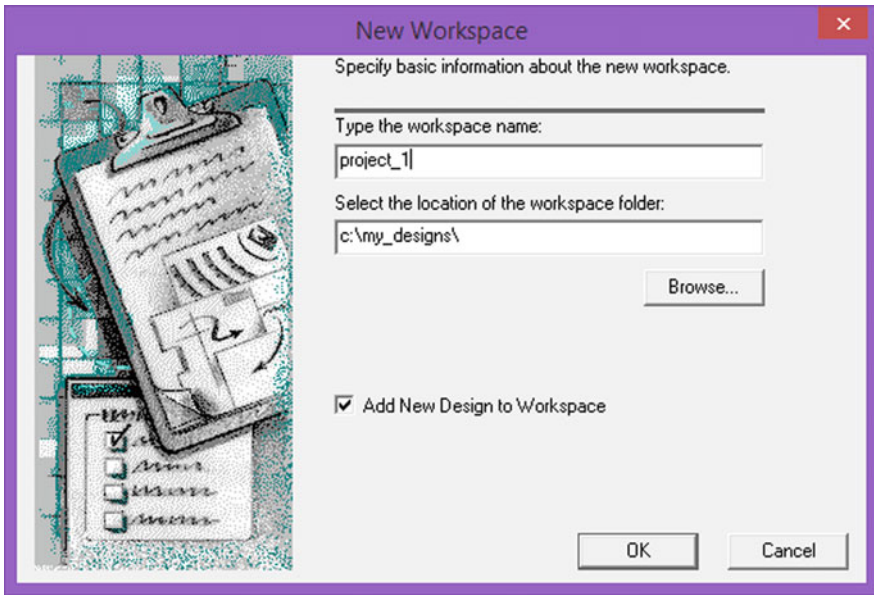 New Workspace
Specify basic information about the new workspace.
Type the workspace name:
project_1
Select the location of the workspace folder:
c:\my_designs\
Browse...
Add New Design to Workspace
OK
Cancel